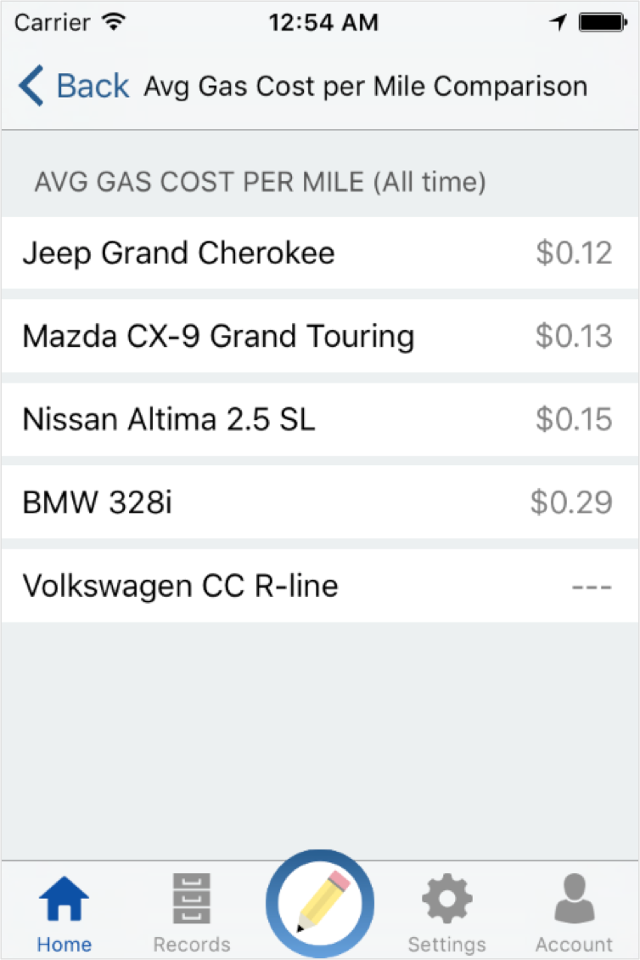 Carrier 12:54 AM
Back Avg Gas Cost per Mile Comparison
AVG GAS COST PER MILE (All time)
Jeep Grand Cherokee $0.12
Mazda CX-9 Grand Touring $0.13
Nissan Altima 2.5 SL $0.15
BMW 328i $0.29
Volkswagen CC R-line ---
Home Records Settings Account